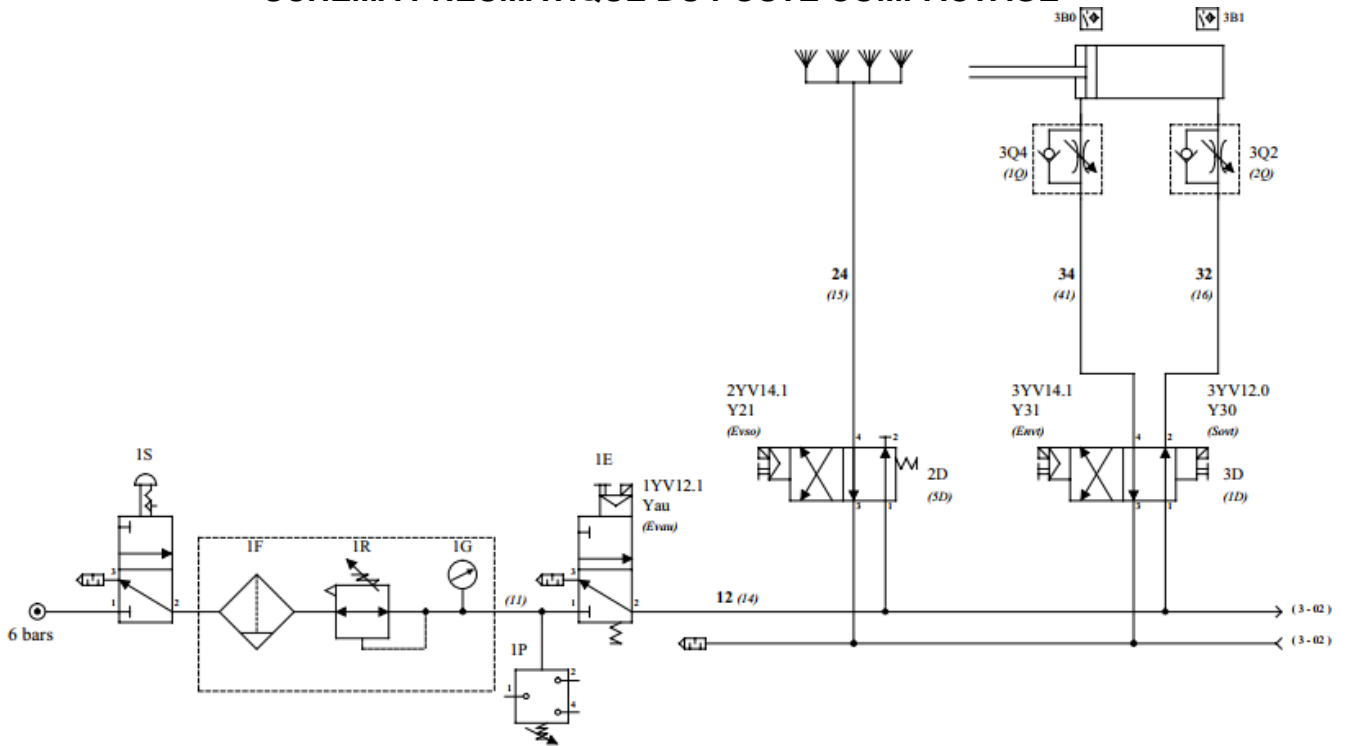 3B0
3B1
3Q4
(1Q)
3Q2
(2Q)
24
(15)
34
(41)
32
(16)
2YV14.1
Y21
(Evso)
3YV14.1
Y31
(Envt)
3YV12.0
Y30
(Sovt)
4 2
4 2
1S
1E
1YV12.1
Yau
(Evau)
2D
(5D)
3D
(1D)
3 1
3 1
1F
1R
1G
3
3
1 2
(11)
1 2
12 (14)
( 3 - 02 )
6 bars
( 3 - 02 )
1P
2
1
4